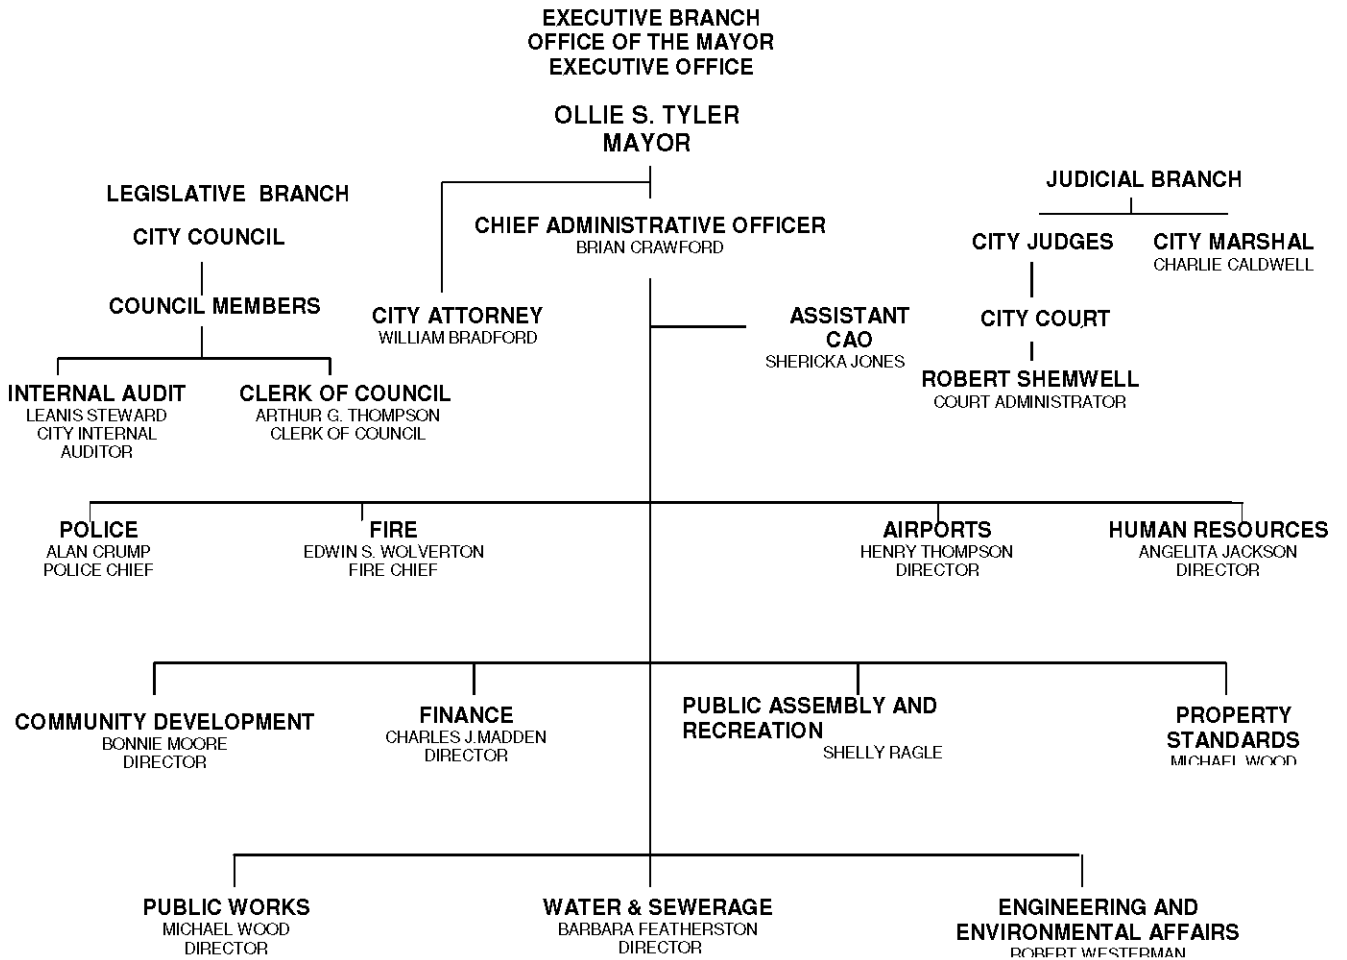 EXECUTIVE BRANCH
OFFICE OF THE MAYOR
EXECUTIVE OFFICE
OLLIE S. TYLER
MAYOR
LEGISLATIVE BRANCH
CITY COUNCIL
COUNCIL MEMBERS
INTERNAL AUDIT
LEANIS STEWARD
CITY INTERNAL
AUDITOR
CLERK OF COUNCIL
ARTHUR G. THOMPSON
CLERK OF COUNCIL
CHIEF ADMINISTRATIVE OFFICER
BRIAN CRAWFORD
CITY ATTORNEY
WILLIAM BRADFORD
ASSISTANT
CAO
SHERICKA JONES
JUDICIAL BRANCH
CITY JUDGES
CITY MARSHAL
CHARLIE CALDWELL
CITY COURT
ROBERT SHEMWELL
COURT ADMINISTRATOR
POLICE
ALAN CRUMP
POLICE CHIEF
FIRE
EDWIN S. WOLVERTON
FIRE CHIEF
AIRPORTS
HENRY THOMPSON
DIRECTOR
HUMAN RESOURCES
ANGELITA JACKSON
DIRECTOR
COMMUNITY DEVELOPMENT
BONNIE MOORE
DIRECTOR
FINANCE
CHARLES J.MADDEN
DIRECTOR
PUBLIC ASSEMBLY AND
RECREATION
SHELLY RAGLE
PROPERTY
STANDARDS
MICHAEL WOOD
PUBLIC WORKS
MICHAEL WOOD
DIRECTOR
WATER & SEWERAGE
BARBARA FEATHERSTON
DIRECTOR
ENGINEERING AND
ENVIRONMENTAL AFFAIRS
ROBERT WESTERMAN